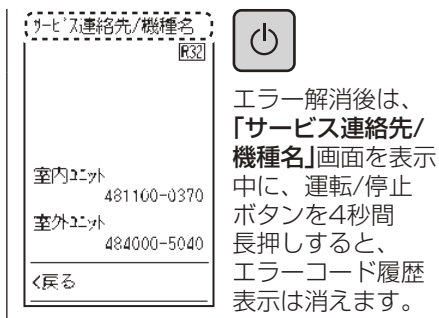 サービス連絡先/機種名
R32
室内ユニット
481100-0370
室外ユニット
484000-5040
<戻る
エラー解消後は、
「サービス連絡先/
機種名」画面を表示
中に、運転/停止
ボタンを4秒間
長押しすると、
エラーコード履歴
表示は消えます。